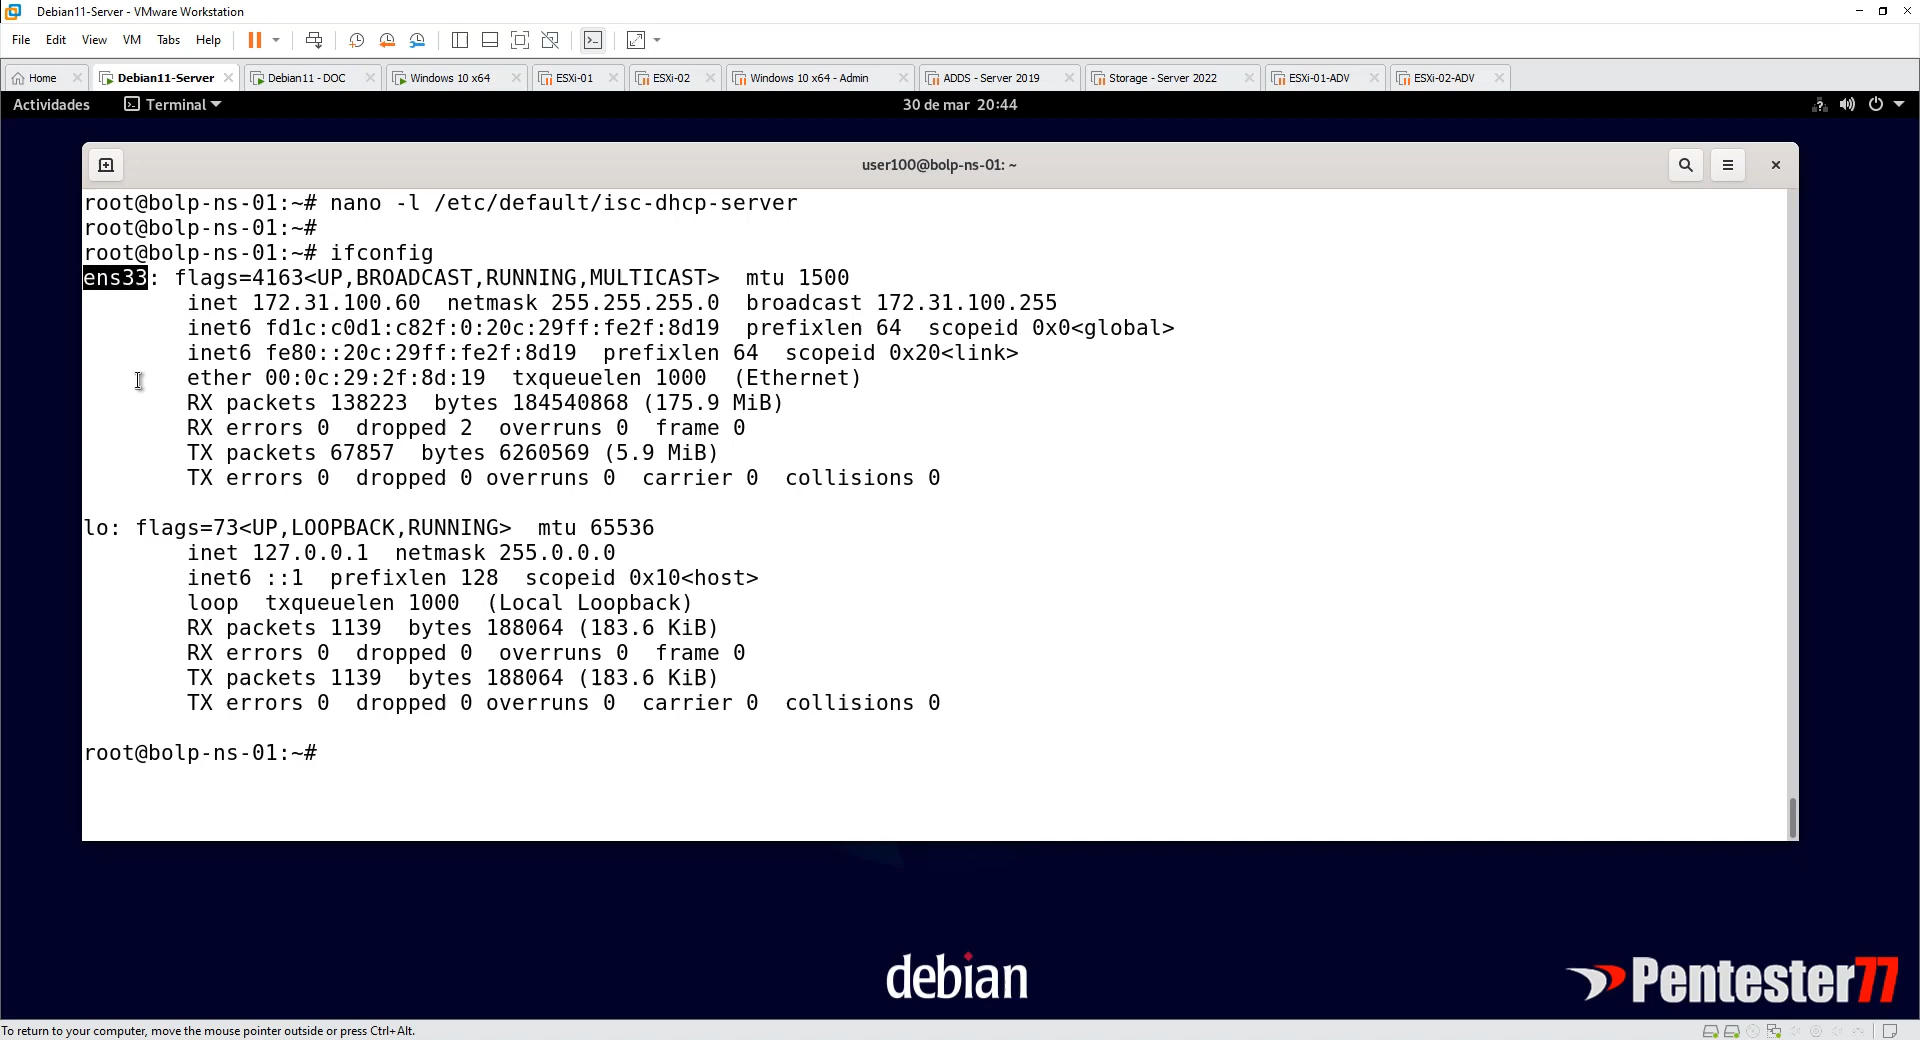 Debian11-Server - VMware Workstation
File Edit View VM Tabs Help
Home Debian11-Server Debian11 - DOC Windows 10 x64 ESXi-01 ESXi-02 Windows 10 x64 - Admin ADDS - Server 2019 Storage - Server 2022 ESXi-01-ADV ESXi-02-ADV
Actividades Terminal 30 de mar 20:44
user100@bolp-ns-01: ~
root@bolp-ns-01:~# nano -l /etc/default/isc-dhcp-server
root@bolp-ns-01:~#
root@bolp-ns-01:~# ifconfig
ens33: flags=4163<UP,BROADCAST,RUNNING,MULTICAST>  mtu 1500
        inet 172.31.100.60  netmask 255.255.255.0  broadcast 172.31.100.255
        inet6 fd1c:c0d1:c82f:0:20c:29ff:fe2f:8d19  prefixlen 64  scopeid 0x0<global>
        inet6 fe80::20c:29ff:fe2f:8d19  prefixlen 64  scopeid 0x20<link>
        ether 00:0c:29:2f:8d:19  txqueuelen 1000  (Ethernet)
        RX packets 138223  bytes 184540868 (175.9 MiB)
        RX errors 0  dropped 2  overruns 0  frame 0
        TX packets 67857  bytes 6260569 (5.9 MiB)
        TX errors 0  dropped 0 overruns 0  carrier 0  collisions 0
lo: flags=73<UP,LOOPBACK,RUNNING>  mtu 65536
        inet 127.0.0.1  netmask 255.0.0.0
        inet6 ::1  prefixlen 128  scopeid 0x10<host>
        loop  txqueuelen 1000  (Local Loopback)
        RX packets 1139  bytes 188064 (183.6 KiB)
        RX errors 0  dropped 0  overruns 0  frame 0
        TX packets 1139  bytes 188064 (183.6 KiB)
        TX errors 0  dropped 0 overruns 0  carrier 0  collisions 0
root@bolp-ns-01:~#
debian
Pentester77
To return to your computer, move the mouse pointer outside or press Ctrl+Alt.